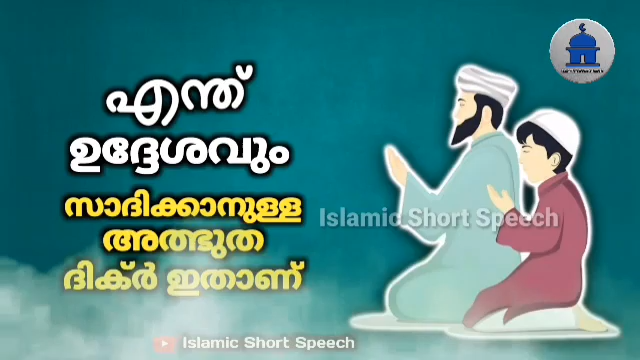 എന്ത്
ഉദ്ദേശവും
സാദിക്കാനുള്ള
അത്ഭുത
ദിക്ർ ഇതാണ്
Islamic Short Speech
Islamic Short Speech